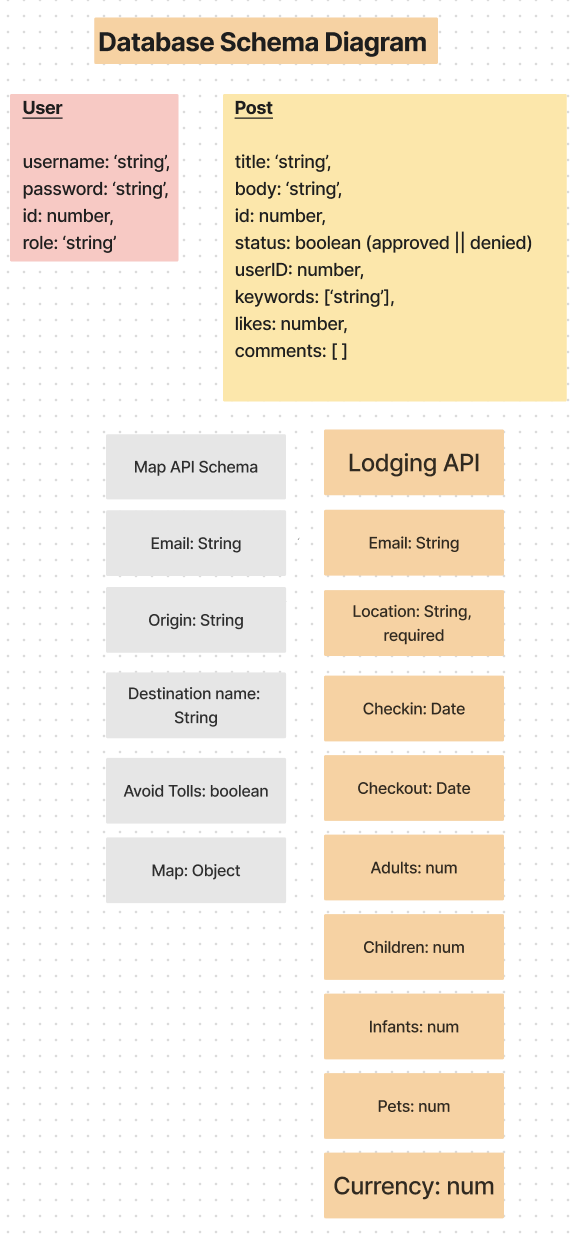 Database Schema Diagram
User
username: ‘string’,
password: ‘string’,
id: number,
role: ‘string’
Post
title: ‘string’,
body: ‘string’,
id: number,
status: boolean (approved || denied)
userID: number,
keywords: [‘string’],
likes: number,
comments: [ ]
Map API Schema
Email: String
Origin: String
Destination name:
String
Avoid Tolls: boolean
Map: Object
Lodging API
Email: String
Location: String,
required
Checkin: Date
Checkout: Date
Adults: num
Children: num
Infants: num
Pets: num
Currency: num